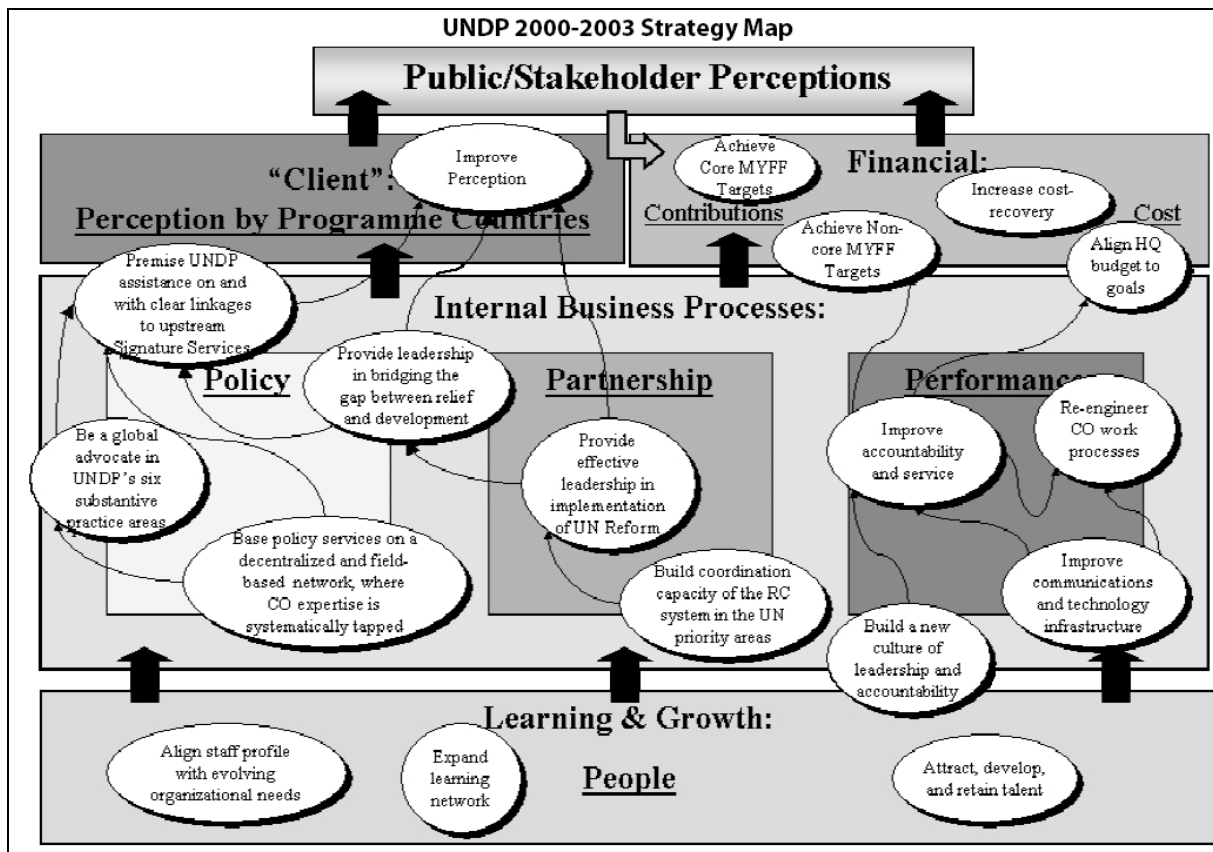 UNDP 2000-2003 Strategy Map
Public/Stakeholder Perceptions
“Client”:
Perception by Programme Countries
Improve
Perception
Financial:
Contributions
Cost
Achieve
Core MYFF
Targets
Increase cost-
recovery
Achieve Non-
core MYFF
Targets
Align HQ
budget to
goals
Internal Business Processes:
Premise UNDP
assistance on and
with clear linkages
to upstream
Signature Services
Policy
Provide leadership
in bridging the
gap between relief
and development
Be a global
advocate in
UNDP’s six
substantive
practice areas
Base policy services on a
decentralized and field-
based network, where
CO expertise is
systematically tapped
Partnership
Provide
effective
leadership in
implementation
of UN Reform
Build coordination
capacity of the RC
system in the UN
priority areas
Performance
Improve
accountability
and service
Re-engineer
CO work
processes
Improve
communications
and technology
infrastructure
Build a new
culture of
leadership and
accountability
Learning & Growth:
People
Align staff profile
with evolving
organizational needs
Expand
learning
network
Attract, develop,
and retain talent